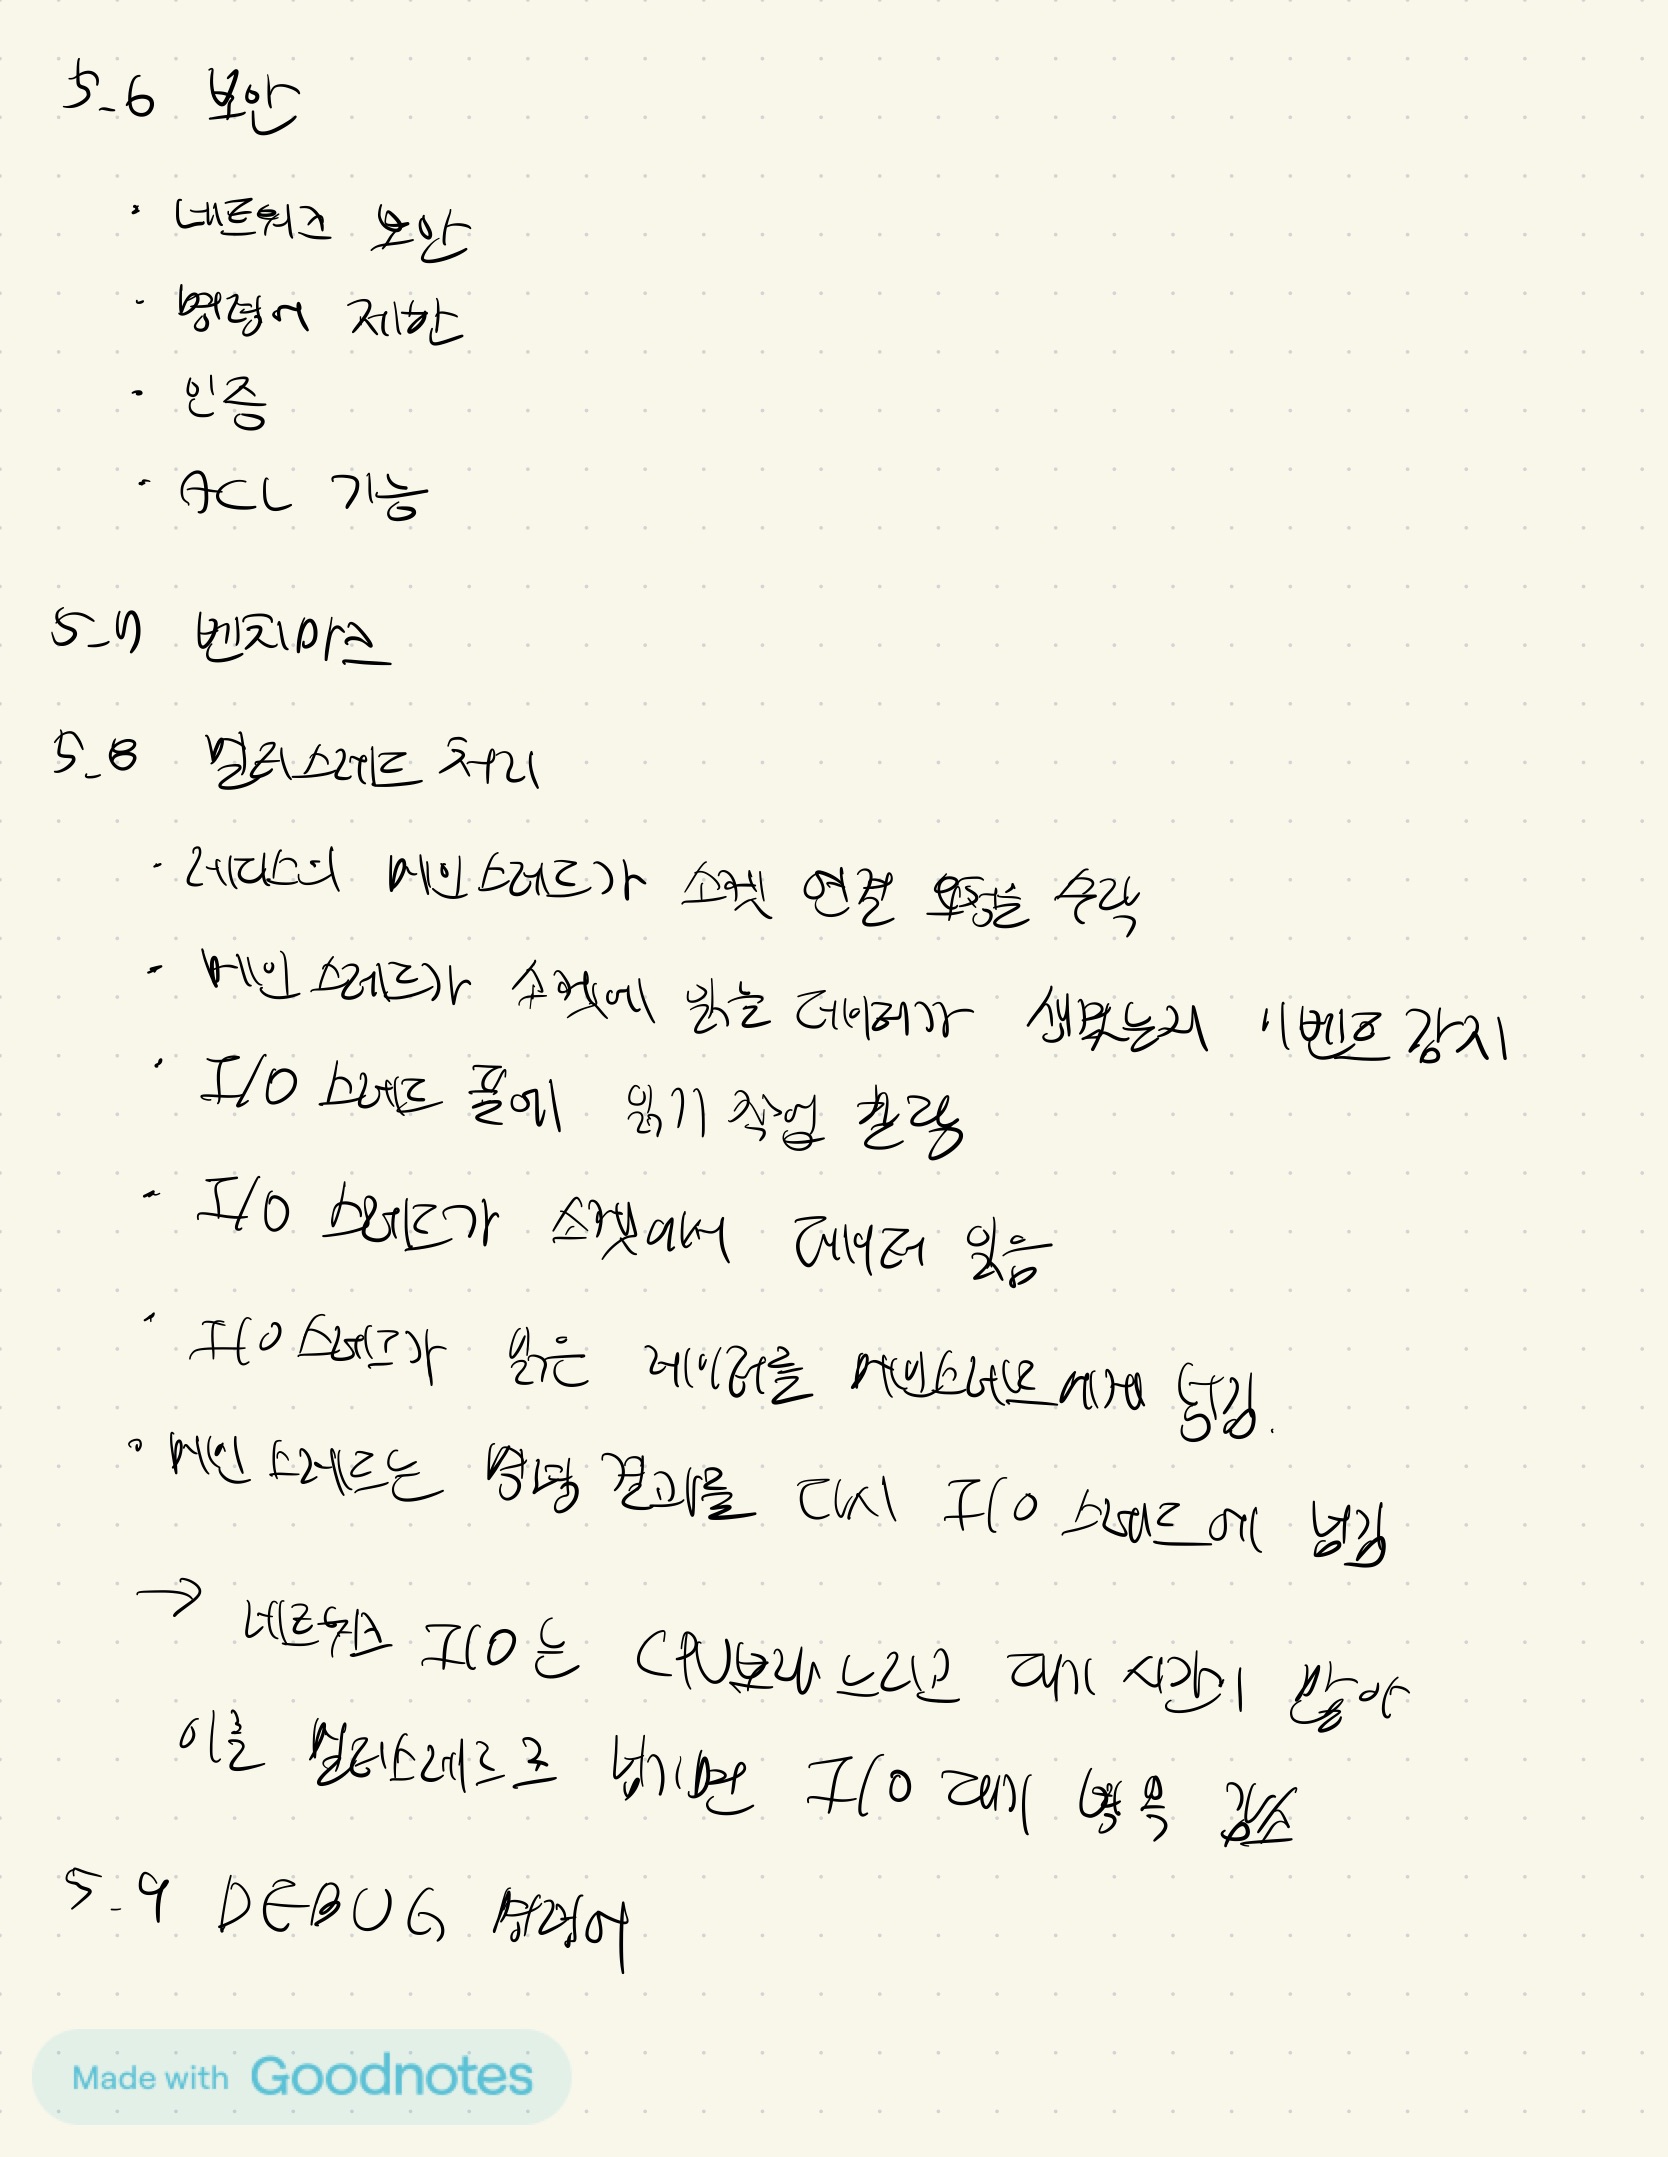 5-6 보안
· 네트워크 보안
· 명령어 제한
· 인증
· ACL 기능
5-7 벤치마크
5-8 멀티스레드 처리
· 레디스의 메인스레드가 소켓 연결 요청을 수락
· 메인 스레드가 소켓에 읽는 데이터가 생겼는지 이벤트 감지
· I/O 스레드 풀에 읽기 작업 할당
· I/O 스레드가 소켓에서 데이터 읽음
· I/O 스레드가 읽은 데이터를 메인스레드에게 넘김.
· 메인 스레드는 명령 결과를 다시 I/O 스레드에 넘김
→ 네트워크 I/O는 CPU보다 느리고 대기 시간이 많아
이를 멀티스레드로 넘기면 I/O 대기 병목 감소
5-9 DEBUG 명령어
Made with Goodnotes